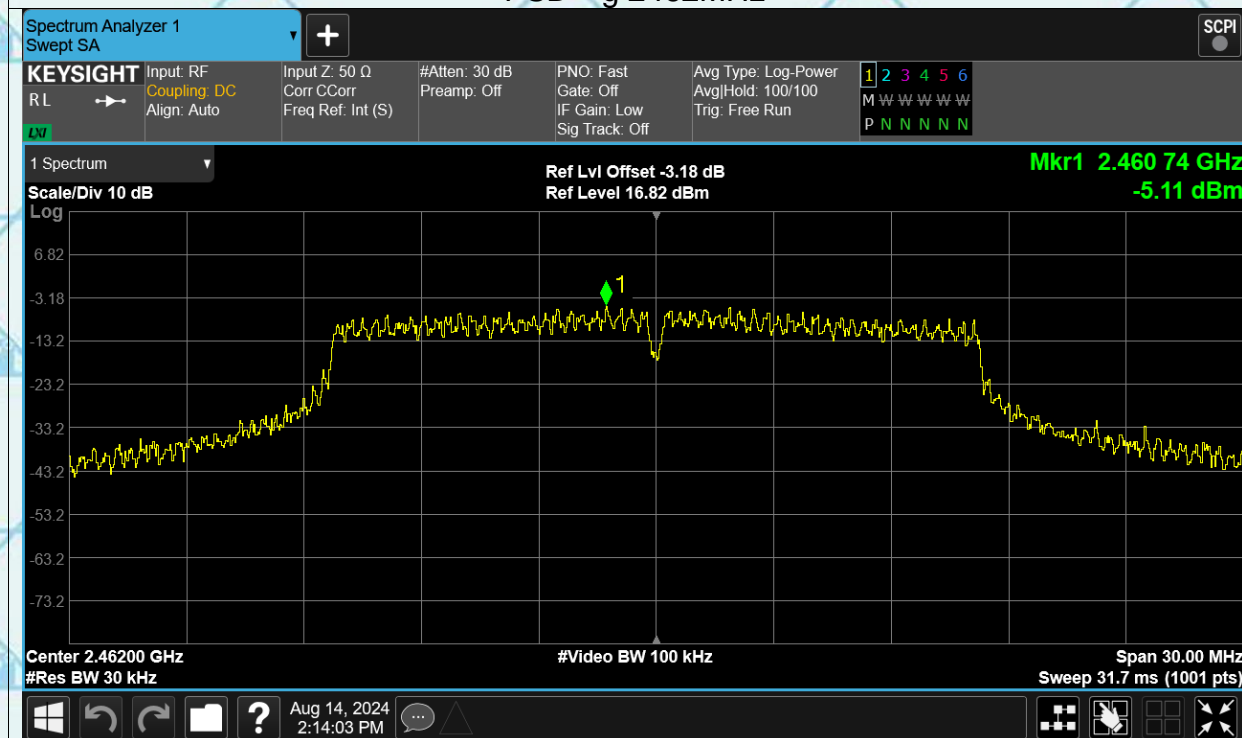 g 2462MHz
Spectrum Analyzer 1
Swept SA
+
SCPI
KEYSIGHT
R L
LXI
Input: RF
Coupling: DC
Align: Auto
Input Z: 50 Ω
Corr CCorr
Freq Ref: Int (S)
#Atten: 30 dB
Preamp: Off
PNO: Fast
Gate: Off
IF Gain: Low
Sig Track: Off
Avg Type: Log-Power
Avg|Hold: 100/100
Trig: Free Run
1 2 3 4 5 6
M W W W W W
P N N N N N
1 Spectrum
Scale/Div 10 dB
Log
Ref Lvl Offset -3.18 dB
Ref Level 16.82 dBm
Mkr1 2.460 74 GHz
-5.11 dBm
6.82
-3.18
-13.2
-23.2
-33.2
-43.2
-53.2
-63.2
-73.2
1
Center 2.46200 GHz
#Res BW 30 kHz
#Video BW 100 kHz
Span 30.00 MHz
Sweep 31.7 ms (1001 pts)
?
Aug 14, 2024
2:14:03 PM